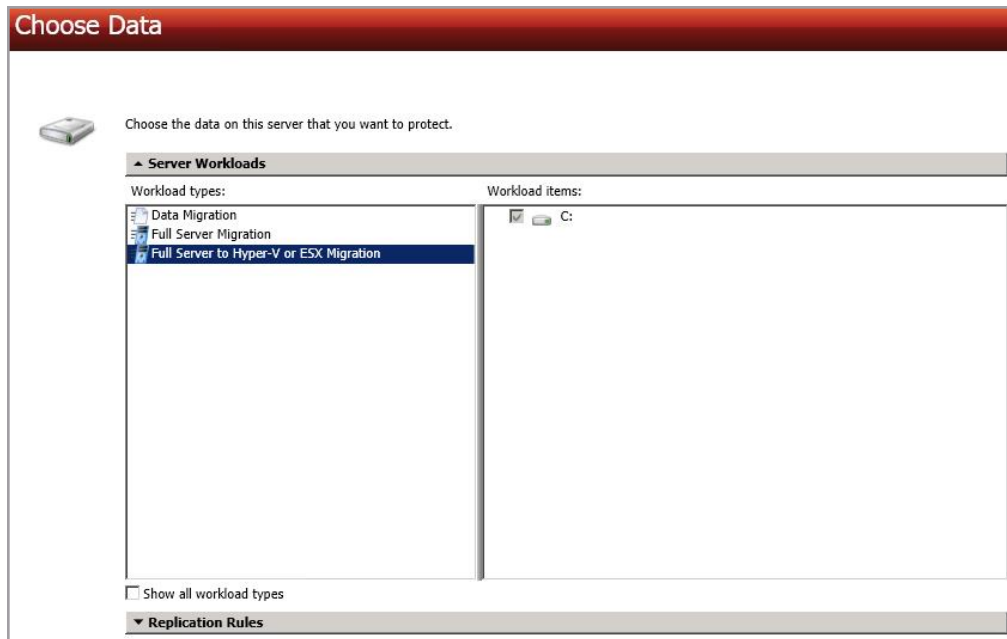 Choose Data
Choose the data on this server that you want to protect.
Server Workloads
Workload types:
Workload items:
Data Migration
C:
Full Server Migration
Full Server to Hyper-V or ESX Migration
Show all workload types
Replication Rules